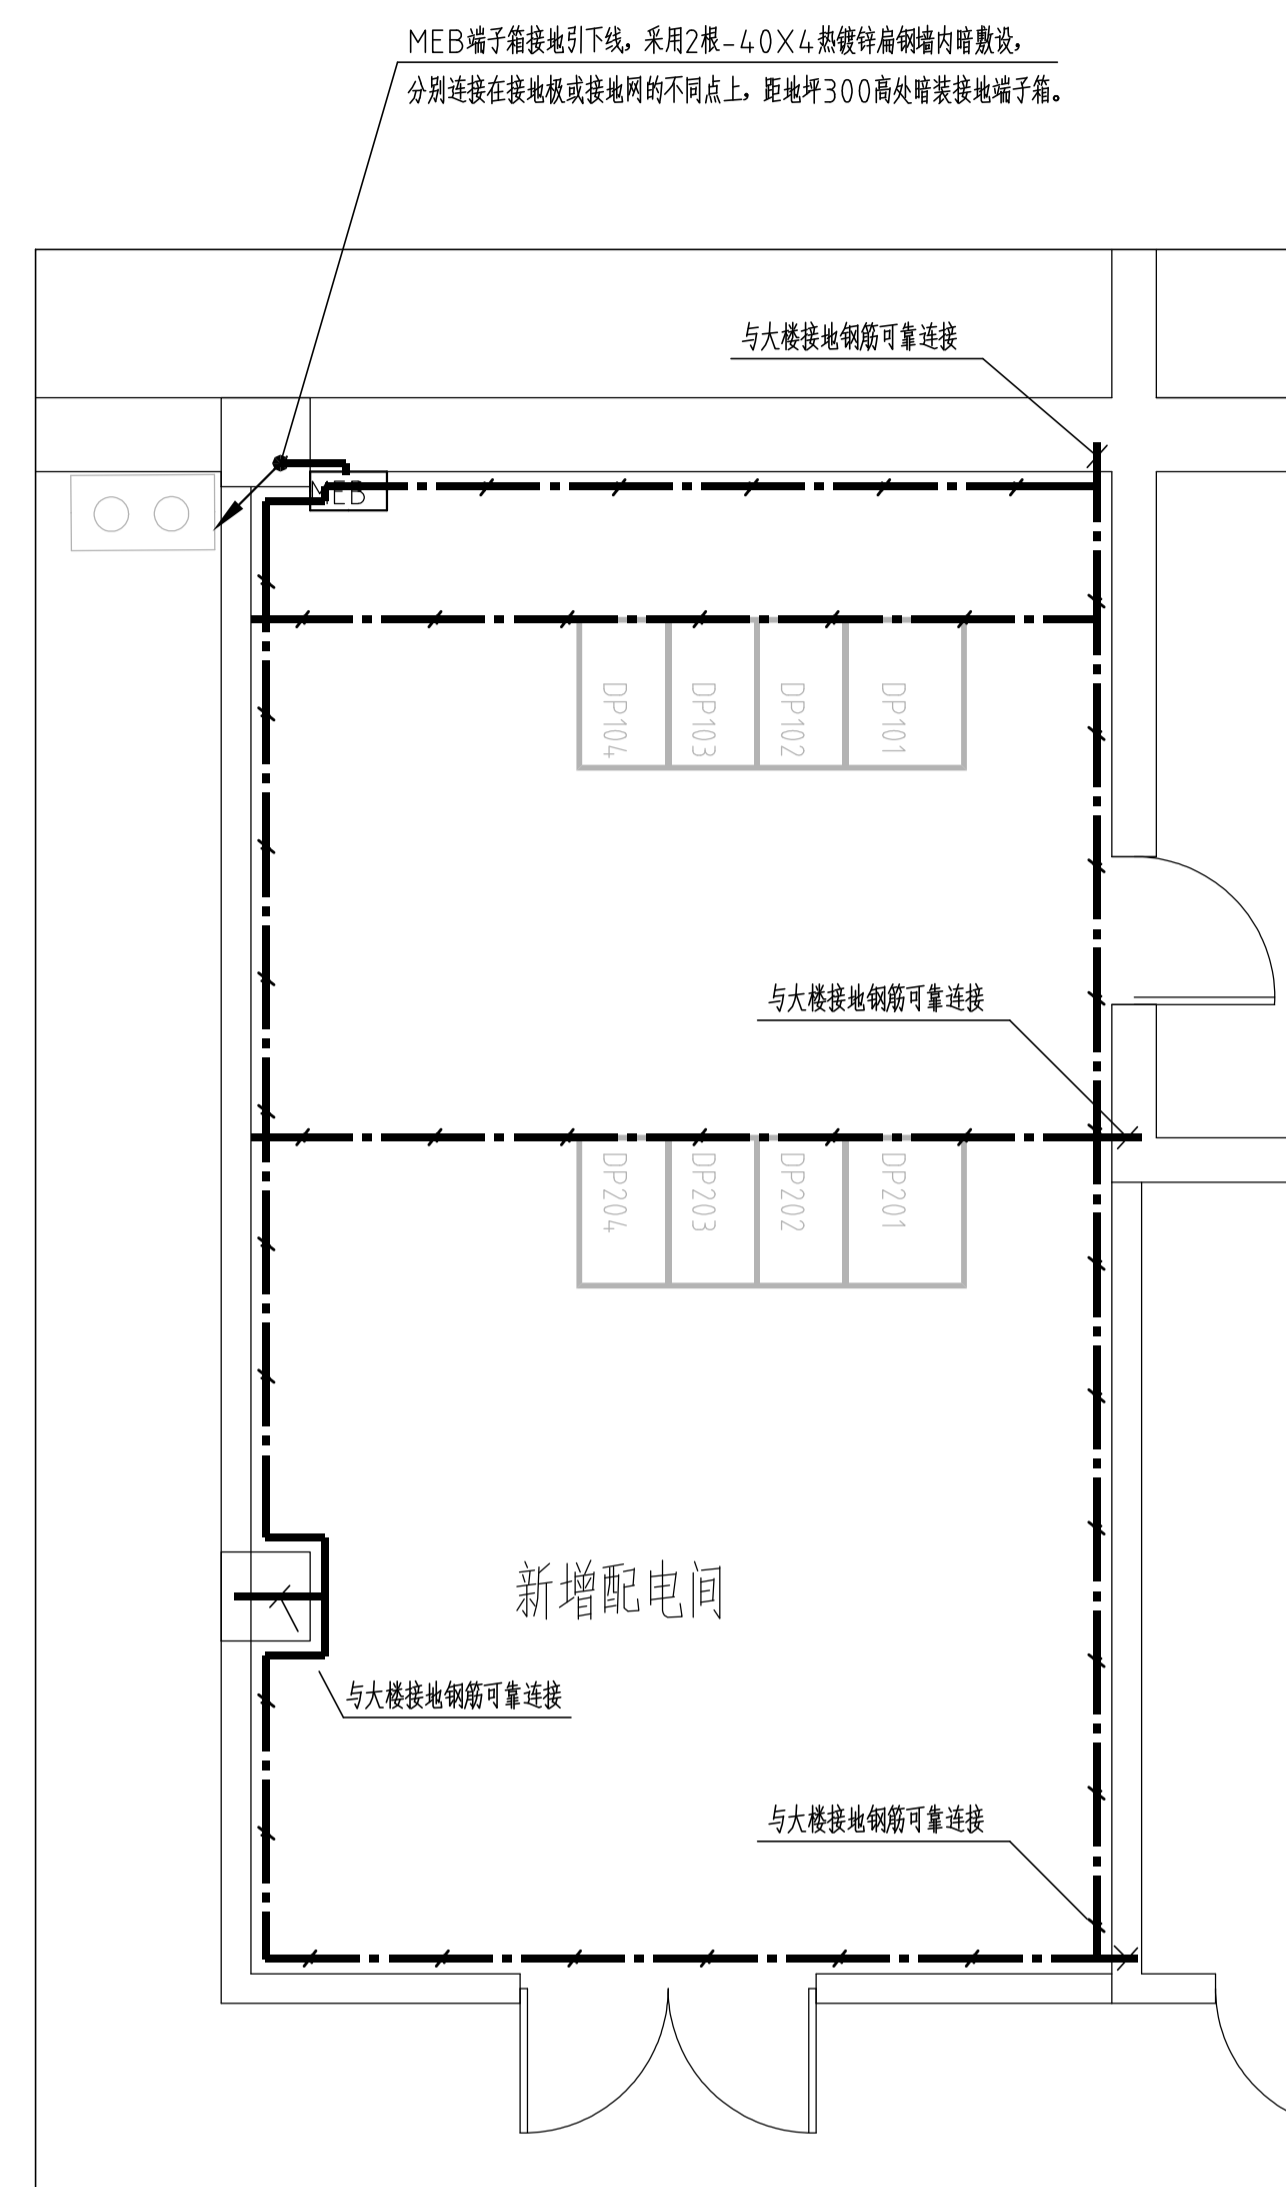 MEB端子箱接地引下线，采用2根-40X4热镀锌扁钢墙内暗敷设，
分别连接在接地极或接地网的不同点上，距地坪300高处暗装接地端子箱。
与大楼接地钢筋可靠连接
MEB
DP104
DP103
DP102
DP101
与大楼接地钢筋可靠连接
DP204
DP203
DP202
DP201
新增配电间
与大楼接地钢筋可靠连接
与大楼接地钢筋可靠连接